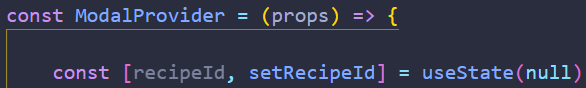 const ModalProvider = (props) => {
const [recipeId, setRecipeId] = useState(null)